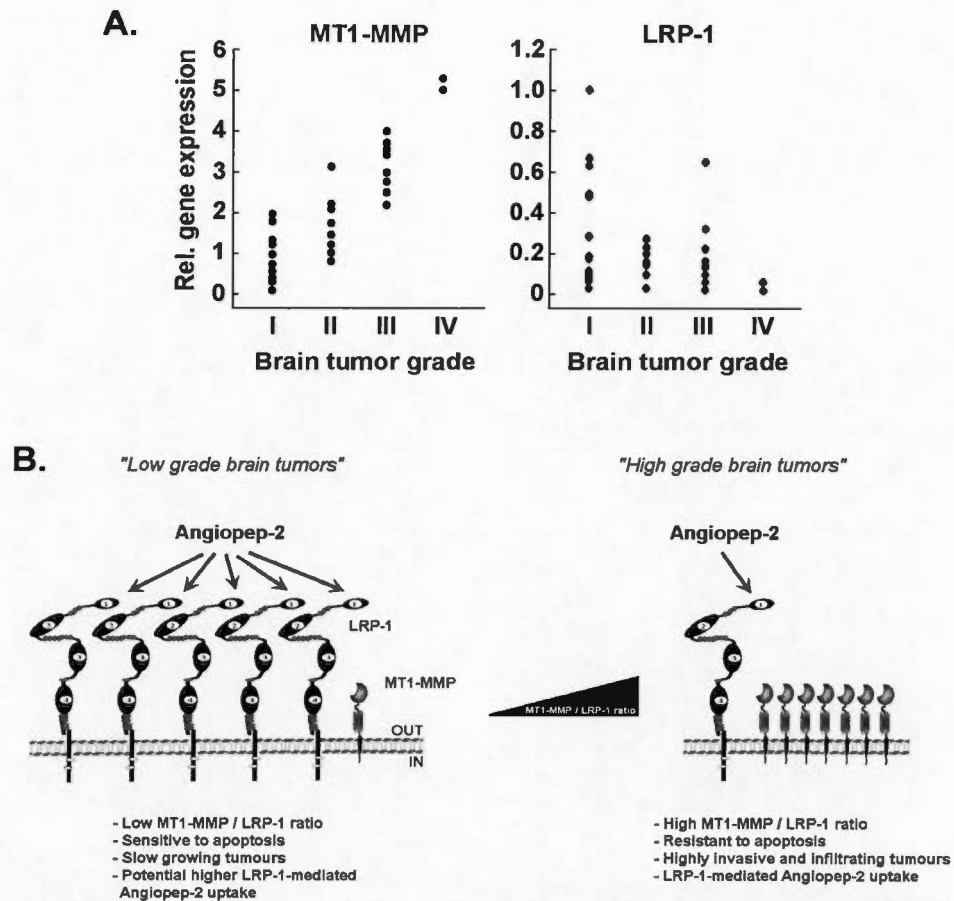 A.
MT1-MMP
LRP-1
Rel. gene expression
6
5
4
3
2
1
0
I II III IV
Brain tumor grade
1.2
1.0
0.8
0.6
0.4
0.2
0
I II III IV
Brain tumor grade
B.
"Low grade brain tumors"
"High grade brain tumors"
Angiopep-2
Angiopep-2
LRP-1
MT1-MMP
OUT
IN
MT1-MMP / LRP-1 ratio
- Low MT1-MMP / LRP-1 ratio
- Sensitive to apoptosis
- Slow growing tumours
- Potential higher LRP-1-mediated
Angiopep-2 uptake
- High MT1-MMP / LRP-1 ratio
- Resistant to apoptosis
- Highly invasive and infiltrating tumours
- LRP-1-mediated Angiopep-2 uptake